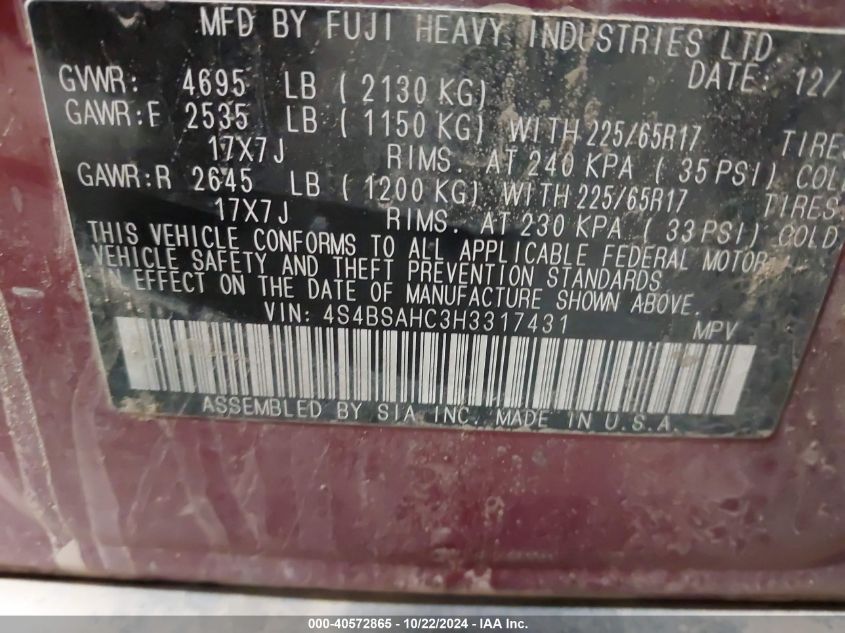 MFD BY FUJI HEAVY INDUSTRIES LTD.
DATE: 12/
GVWR: 4695 LB ( 2130 KG)
GAWR:F 2535 LB ( 1150 KG) WITH 225/65R17 TIRES
17X7J RIMS. AT 240 KPA ( 35 PSI) COLD
GAWR:R 2645 LB ( 1200 KG) WITH 225/65R17 TIRES
17X7J RIMS. AT 230 KPA ( 33 PSI) COLD
THIS VEHICLE CONFORMS TO ALL APPLICABLE FEDERAL MOTOR
VEHICLE SAFETY AND THEFT PREVENTION STANDARDS
IN EFFECT ON THE DATE OF MANUFACTURE SHOWN ABOVE.
VIN: 4S4BSAHC3H3317431 MPV
ASSEMBLED BY SIA INC. MADE IN U.S.A.
000-40572865 - 10/22/2024 - IAA Inc.